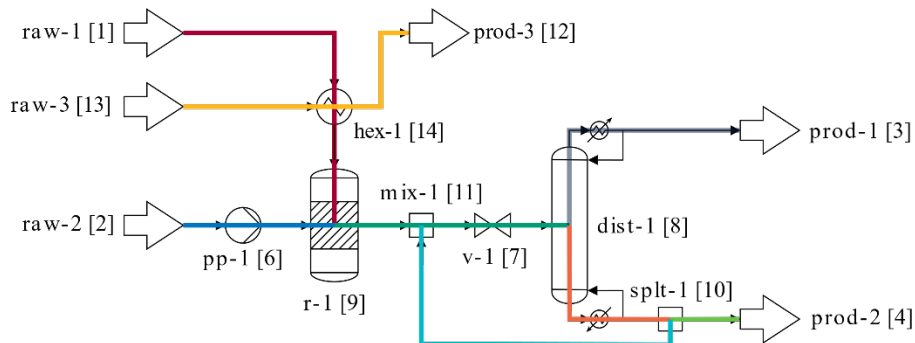 raw-1 [1]
prod-3 [12]
raw-3 [13]
hex-1 [14]
prod-1 [3]
mix-1 [11]
raw-2 [2]
dist-1 [8]
pp-1 [6]
v-1 [7]
r-1 [9]
splt-1 [10]
prod-2 [4]